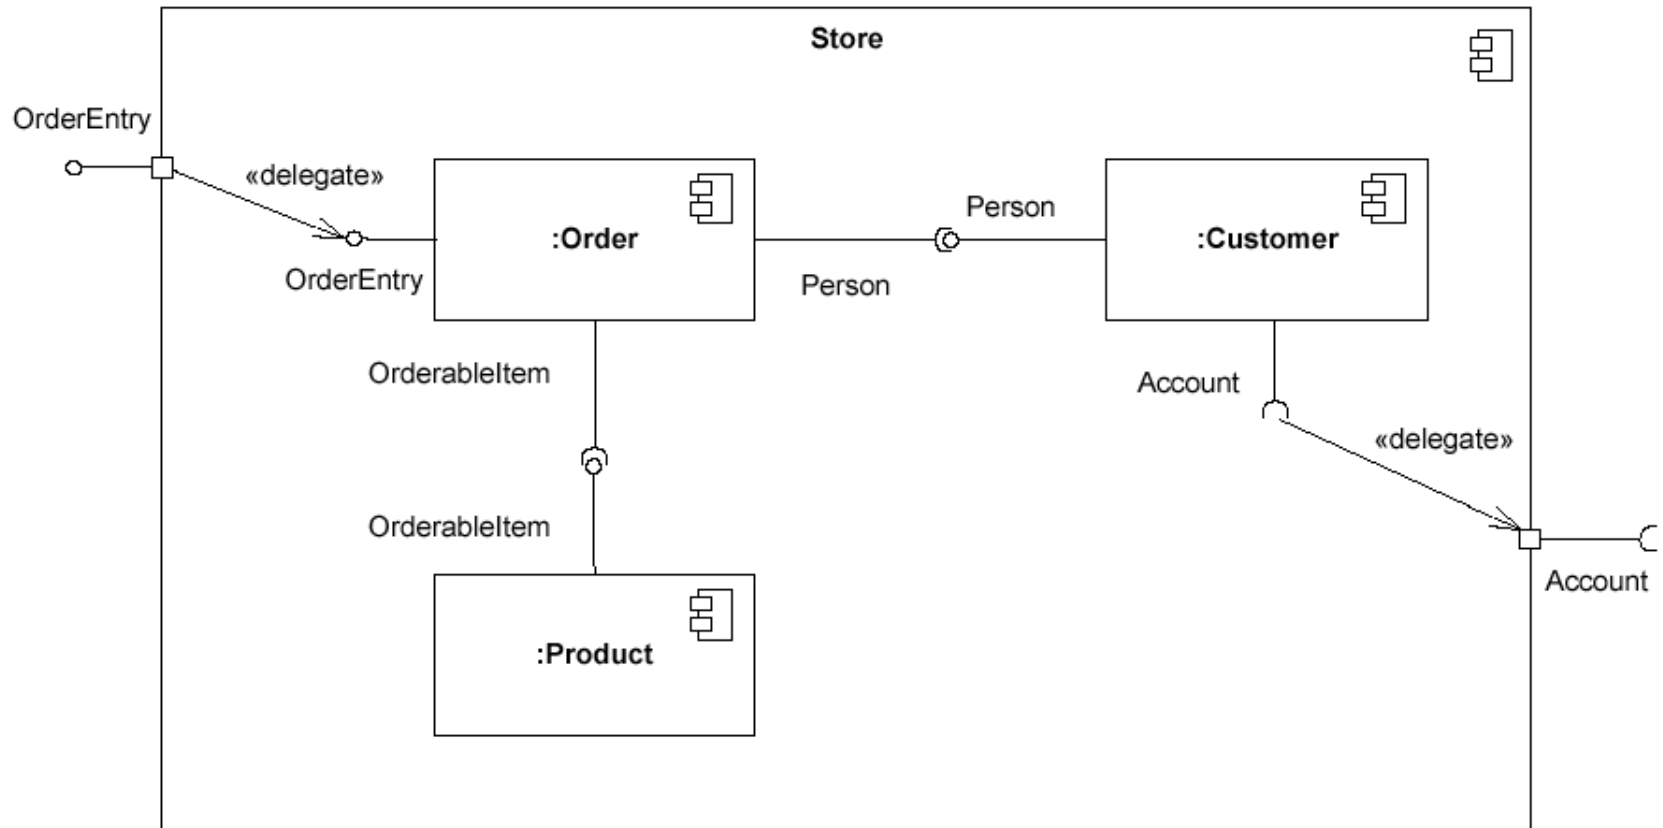 Store
OrderEntry
«delegate»
Person
:Order
:Customer
OrderEntry
Person
OrderableItem
Account
«delegate»
OrderableItem
Account
:Product